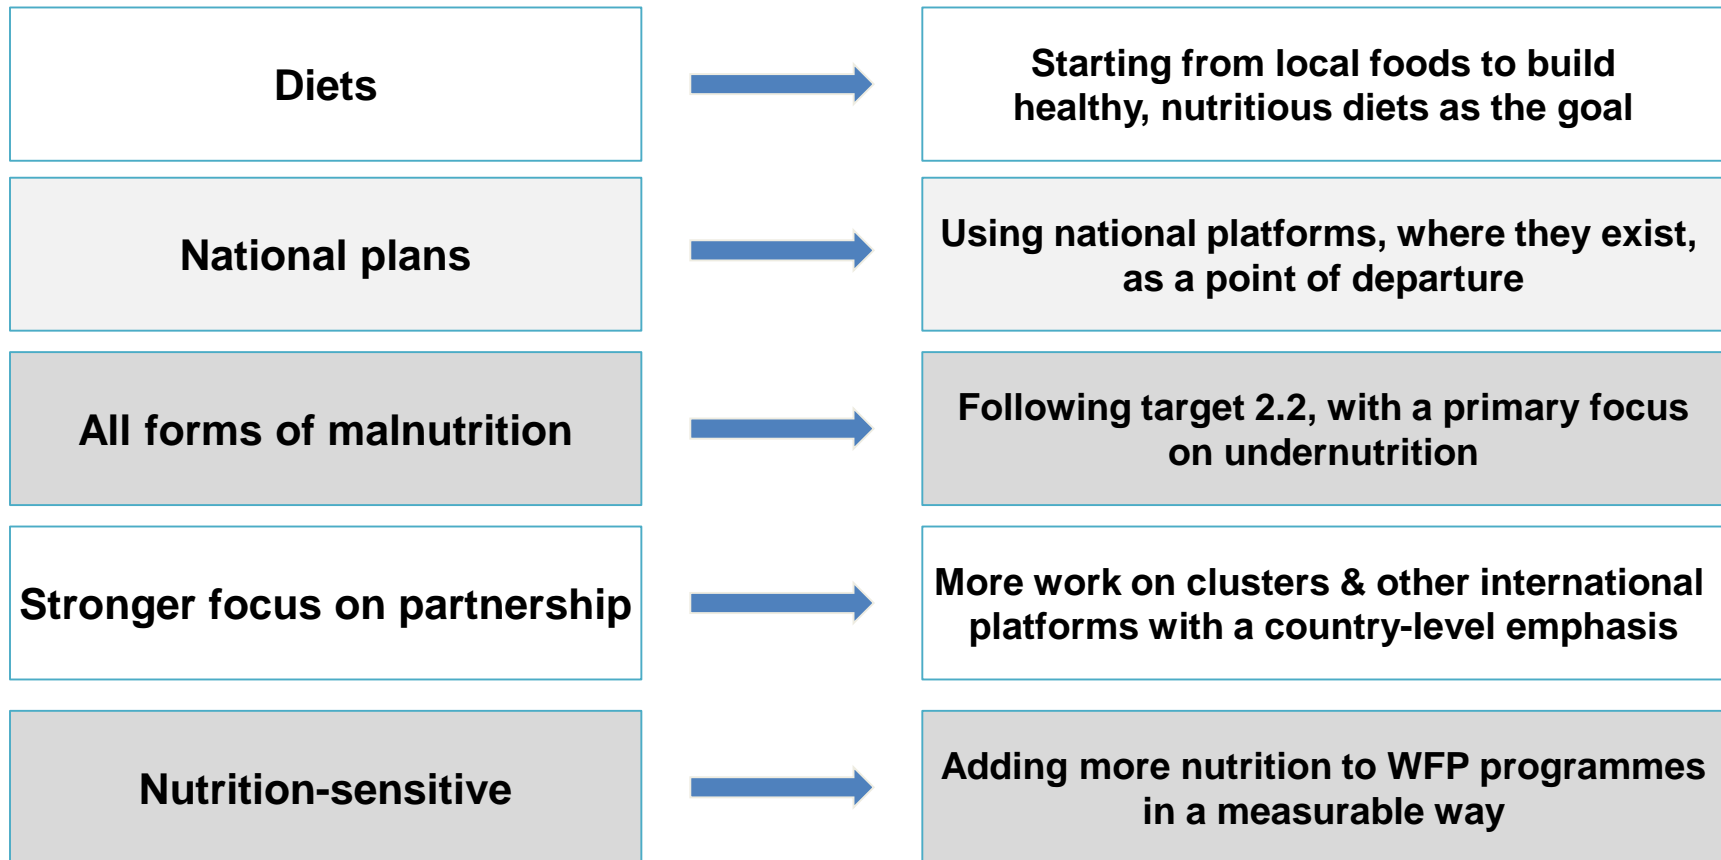 Diets
Starting from local foods to build
healthy, nutritious diets as the goal
National plans
Using national platforms, where they exist,
as a point of departure
All forms of malnutrition
Following target 2.2, with a primary focus
on undernutrition
Stronger focus on partnership
More work on clusters & other international
platforms with a country-level emphasis
Nutrition-sensitive
Adding more nutrition to WFP programmes
in a measurable way